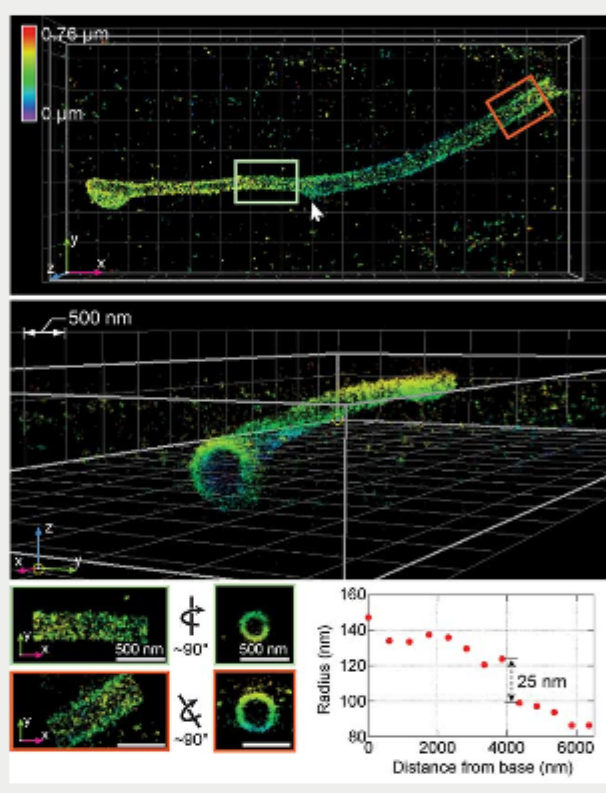 0.76 µm
0 µm
y
z
x
500 nm
z
x
y
y
x
500 nm
~90°
500 nm
y
x
~90°
Radius (nm)
160
140
120
100
80
25 nm
0
2000
4000
6000
Distance from base (nm)